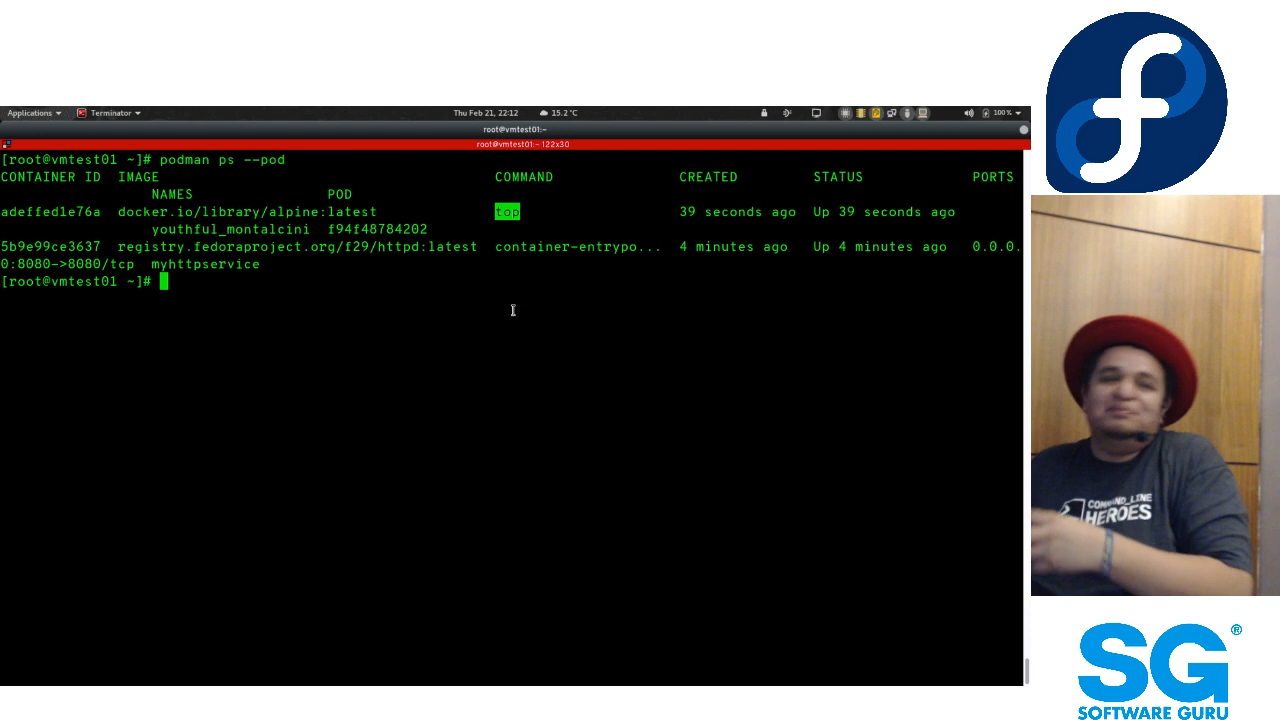 Applications
Terminator
Thu Feb 21, 22:12
15.2 °C
100 %
root@vmtest01:~
root@vmtest01:~ 122x30
[root@vmtest01 ~]# podman ps --pod
CONTAINER ID  IMAGE                                        COMMAND               CREATED         STATUS             PORTS
                  NAMES                POD
adeffed1e76a  docker.io/library/alpine:latest              top                   39 seconds ago  Up 39 seconds ago
                  youthful_montalcini  f94f48784202
5b9e99ce3637  registry.fedoraproject.org/f29/httpd:latest  container-entrypo...  4 minutes ago   Up 4 minutes ago   0.0.0.
0:8080->8080/tcp  myhttpservice
[root@vmtest01 ~]#
COMMAND_LINE
HEROES
SG®
SOFTWARE GURU